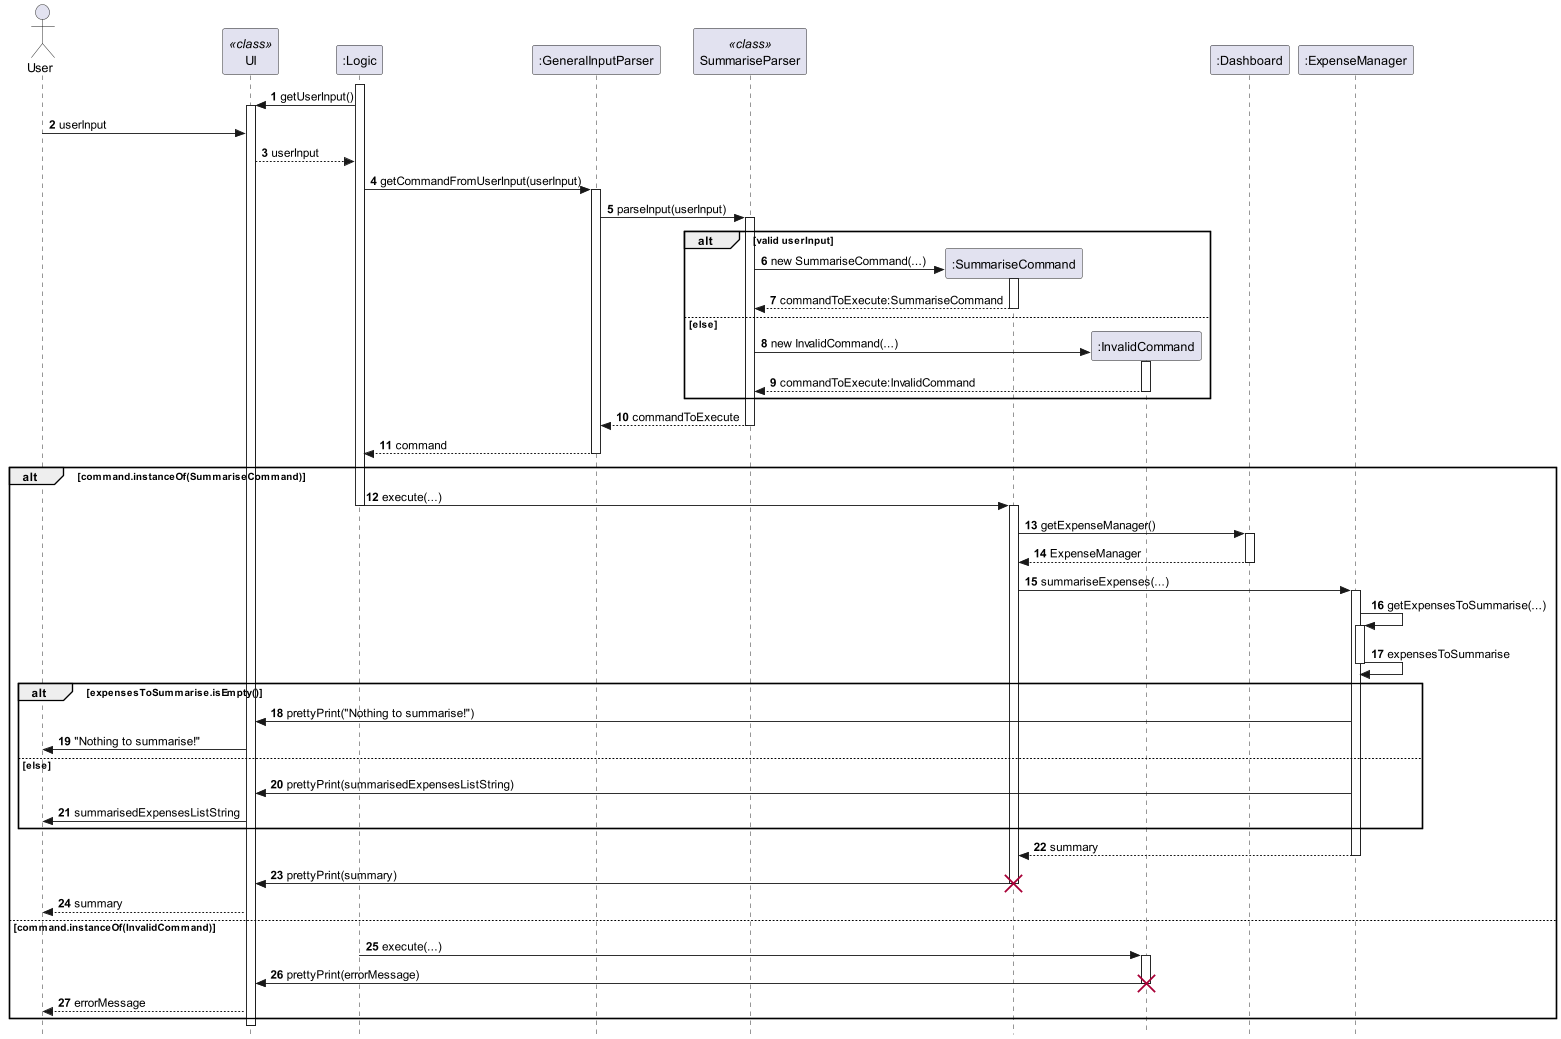 User
«class»
UI
:Logic
:GeneralInputParser
«class»
SummariseParser
:Dashboard
:ExpenseManager
1 getUserInput()
2 userInput
3 userInput
4 getCommandFromUserInput(userInput)
5 parseInput(userInput)
alt [valid userInput]
:SummariseCommand
6 new SummariseCommand(...)
7 commandToExecute:SummariseCommand
[else]
:InvalidCommand
8 new InvalidCommand(...)
9 commandToExecute:InvalidCommand
10 commandToExecute
11 command
alt [command.instanceOf(SummariseCommand)]
12 execute(...)
13 getExpenseManager()
14 ExpenseManager
15 summariseExpenses(...)
16 getExpensesToSummarise(...)
17 expensesToSummarise
alt [expensesToSummarise.isEmpty()]
18 prettyPrint("Nothing to summarise!")
19 "Nothing to summarise!"
[else]
20 prettyPrint(summarisedExpensesListString)
21 summarisedExpensesListString
22 summary
23 prettyPrint(summary)
24 summary
[command.instanceOf(InvalidCommand)]
25 execute(...)
26 prettyPrint(errorMessage)
27 errorMessage